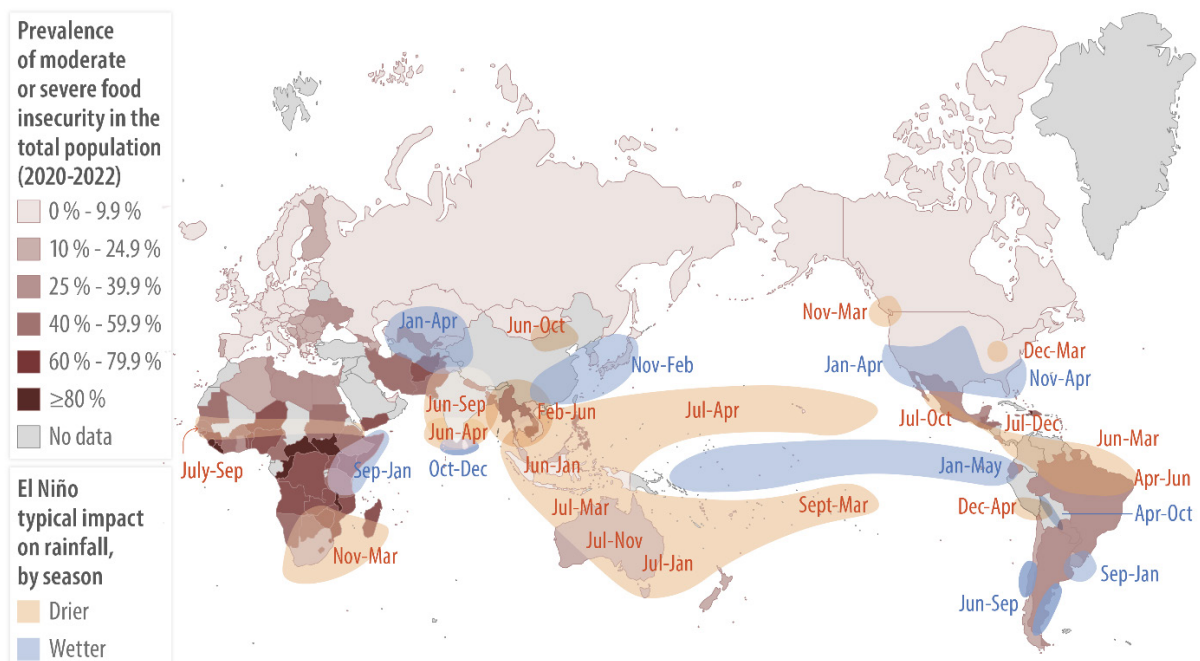 Prevalence
of moderate
or severe food
insecurity in the
total population
(2020-2022)
0 % - 9.9 %
10 % - 24.9 %
25 % - 39.9 %
40 % - 59.9 %
60 % - 79.9 %
≥80 %
No data
El Niño
typical impact
on rainfall,
by season
Drier
Wetter
Jan-Apr
Jun-Oct
Nov-Feb
Jun-Sep
Feb-Jun
Jun-Apr
Oct-Dec
Jul-Apr
July-Sep
Sep-Jan
Jun-Jan
Jul-Mar
Sept-Mar
Nov-Mar
Jul-Nov
Jul-Jan
Nov-Mar
Dec-Mar
Jan-Apr
Nov-Apr
Jul-Oct
Jul-Dec
Jun-Mar
Jan-May
Apr-Jun
Dec-Apr
Apr-Oct
Sep-Jan
Jun-Sep